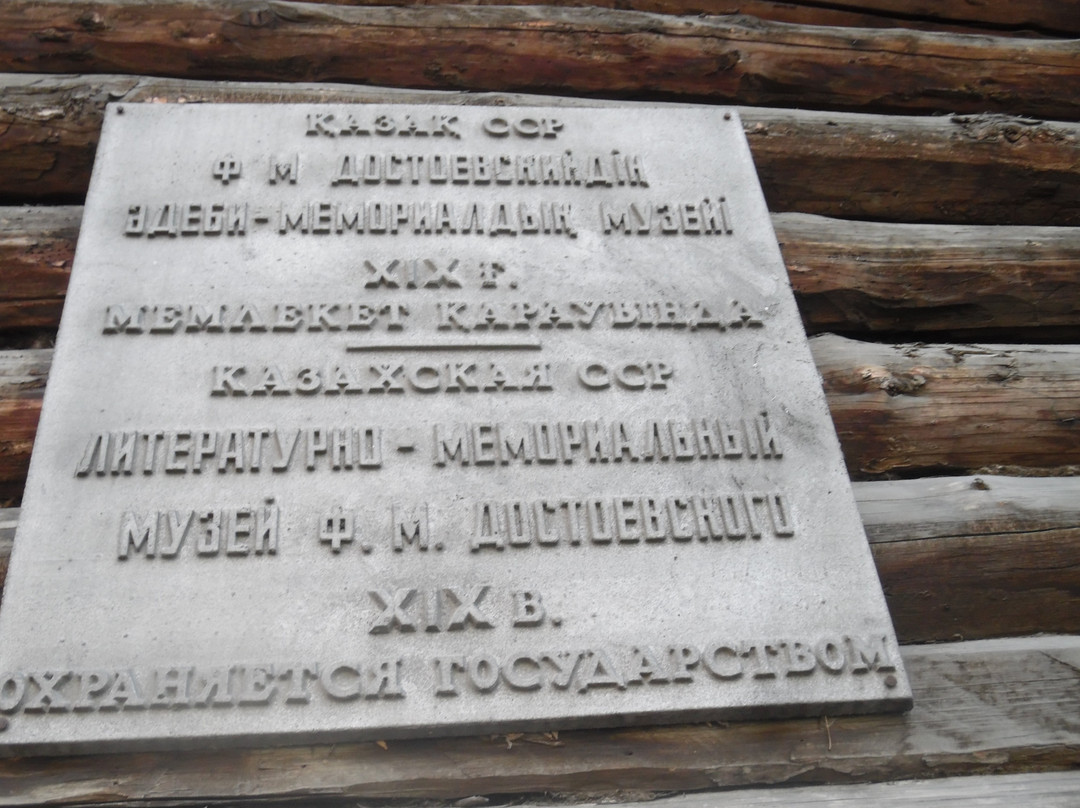 ҚАЗАҚ ССР
Ф М ДОСТОЕВСКИЙДІҢ
ӘДЕБИ-МЕМОРИАЛДЫҚ МУЗЕЙІ
XIX Ғ.
МЕМЛЕКЕТ ҚАРАУЫНДА
КАЗАХСКАЯ ССР
ЛИТЕРАТУРНО-МЕМОРИАЛЬНЫЙ
МУЗЕЙ Ф. М. ДОСТОЕВСКОГО
XIX В.
ОХРАНЯЕТСЯ ГОСУДАРСТВОМ